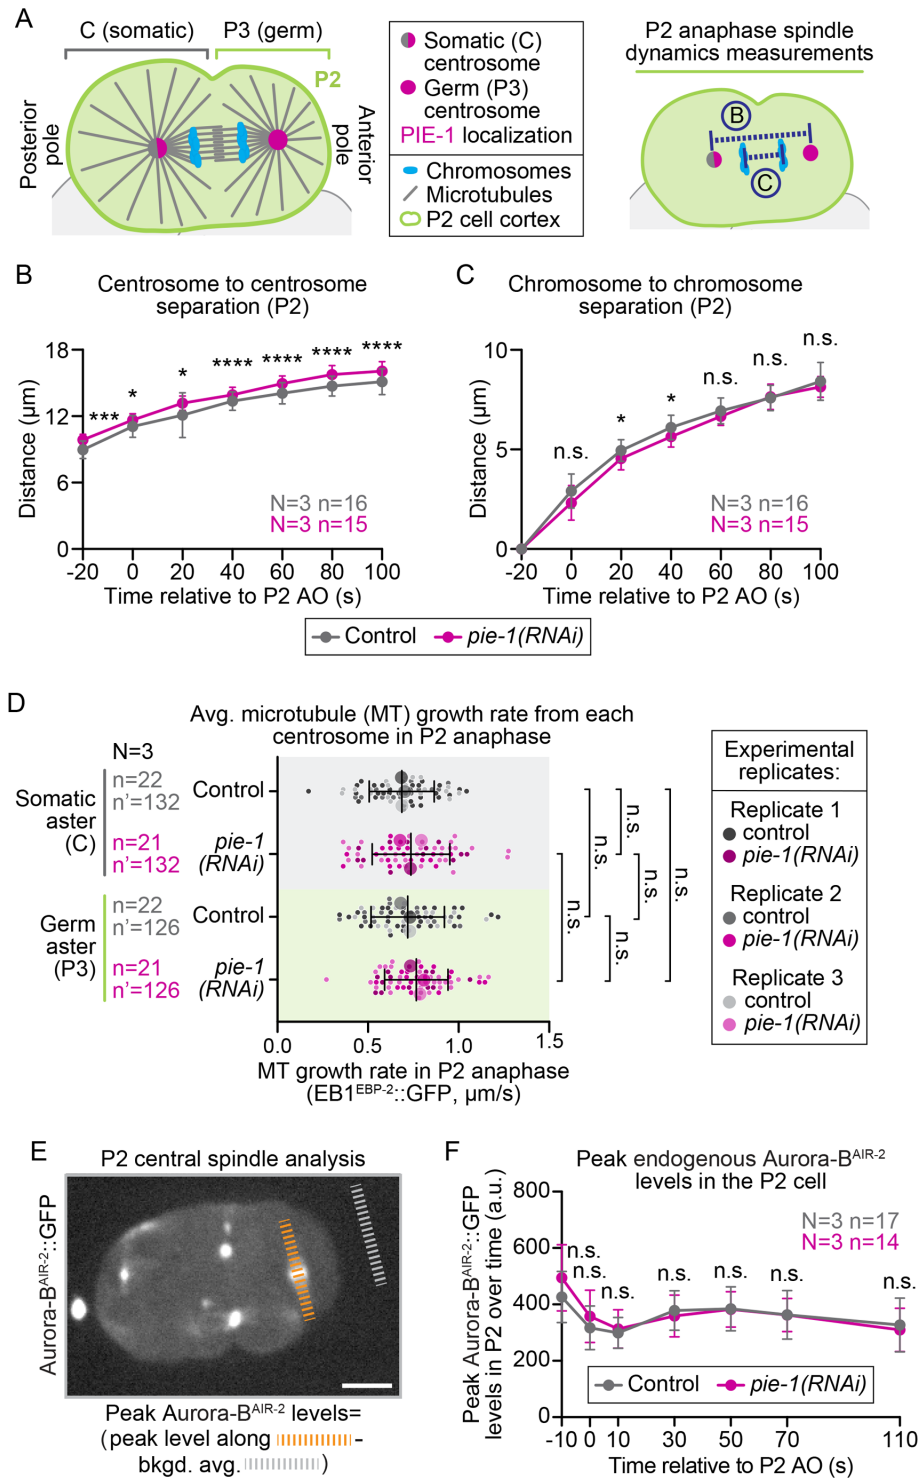 A
C (somatic)
P3 (germ)
P2
Posterior
pole
Anterior
pole
Somatic (C)
centrosome
Germ (P3)
centrosome
PIE-1 localization
Chromosomes
Microtubules
P2 cell cortex
P2 anaphase spindle
dynamics measurements
B
C
B
Centrosome to centrosome
separation (P2)
Distance (µm)
18
12
6
0
***
*
*
****
****
****
****
N=3 n=16
N=3 n=15
-20 0 20 40 60 80 100
Time relative to P2 AO (s)
C
Chromosome to chromosome
separation (P2)
Distance (µm)
10
5
0
n.s.
*
*
n.s.
n.s.
n.s.
N=3 n=16
N=3 n=15
-20 0 20 40 60 80 100
Time relative to P2 AO (s)
Control
pie-1(RNAi)
D
Avg. microtubule (MT) growth rate from each
centrosome in P2 anaphase
N=3
Somatic
aster
(C)
n=22
n’=132
Control
n=21
n’=132
pie-1
(RNAi)
Germ
aster
(P3)
n=22
n’=126
Control
n=21
n’=126
pie-1
(RNAi)
n.s.
n.s.
n.s.
n.s.
n.s.
n.s.
0.0 0.5 1.0 1.5
MT growth rate in P2 anaphase
(EB1EBP-2::GFP, µm/s)
Experimental
replicates:
Replicate 1
control
pie-1(RNAi)
Replicate 2
control
pie-1(RNAi)
Replicate 3
control
pie-1(RNAi)
E
P2 central spindle analysis
Aurora-BAIR-2::GFP
Peak Aurora-BAIR-2 levels=
(peak level along -
bkgd. avg. )
F
Peak endogenous Aurora-BAIR-2
levels in the P2 cell
Peak Aurora-BAIR-2::GFP
levels in P2 over time (a.u.)
800
600
400
200
0
N=3 n=17
N=3 n=14
n.s.
n.s.
n.s.
n.s.
n.s.
n.s.
n.s.
Control
pie-1(RNAi)
-10 0 10 30 50 70 110
Time relative to P2 AO (s)